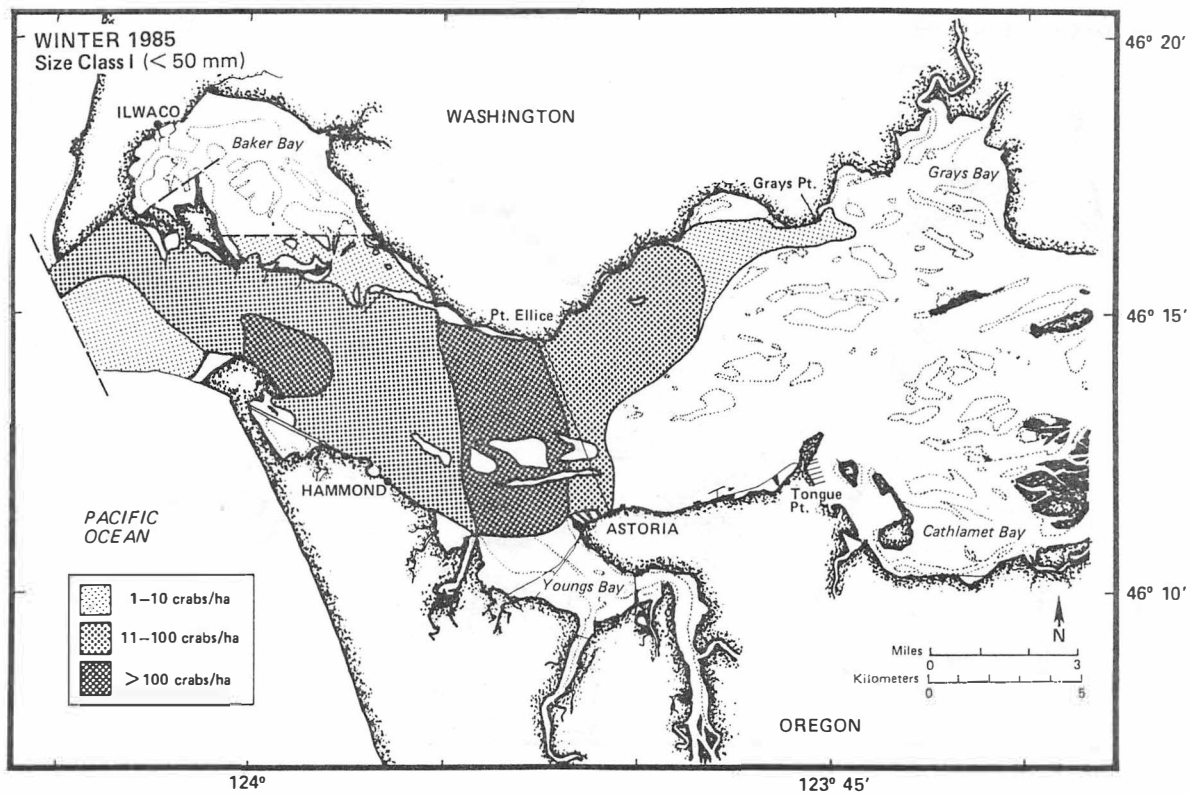 WINTER 1985
Size Class I (< 50 mm)
46° 20'
ILWACO
WASHINGTON
Baker Bay
Grays Pt.
Grays Bay
Pt. Ellice
46° 15'
HAMMOND
PACIFIC
OCEAN
ASTORIA
Tongue
Pt.
Cathlamet Bay
Youngs Bay
46° 10'
1–10 crabs/ha
11–100 crabs/ha
>100 crabs/ha
N
Miles
0 3
Kilometers
0 5
OREGON
124°
123° 45'